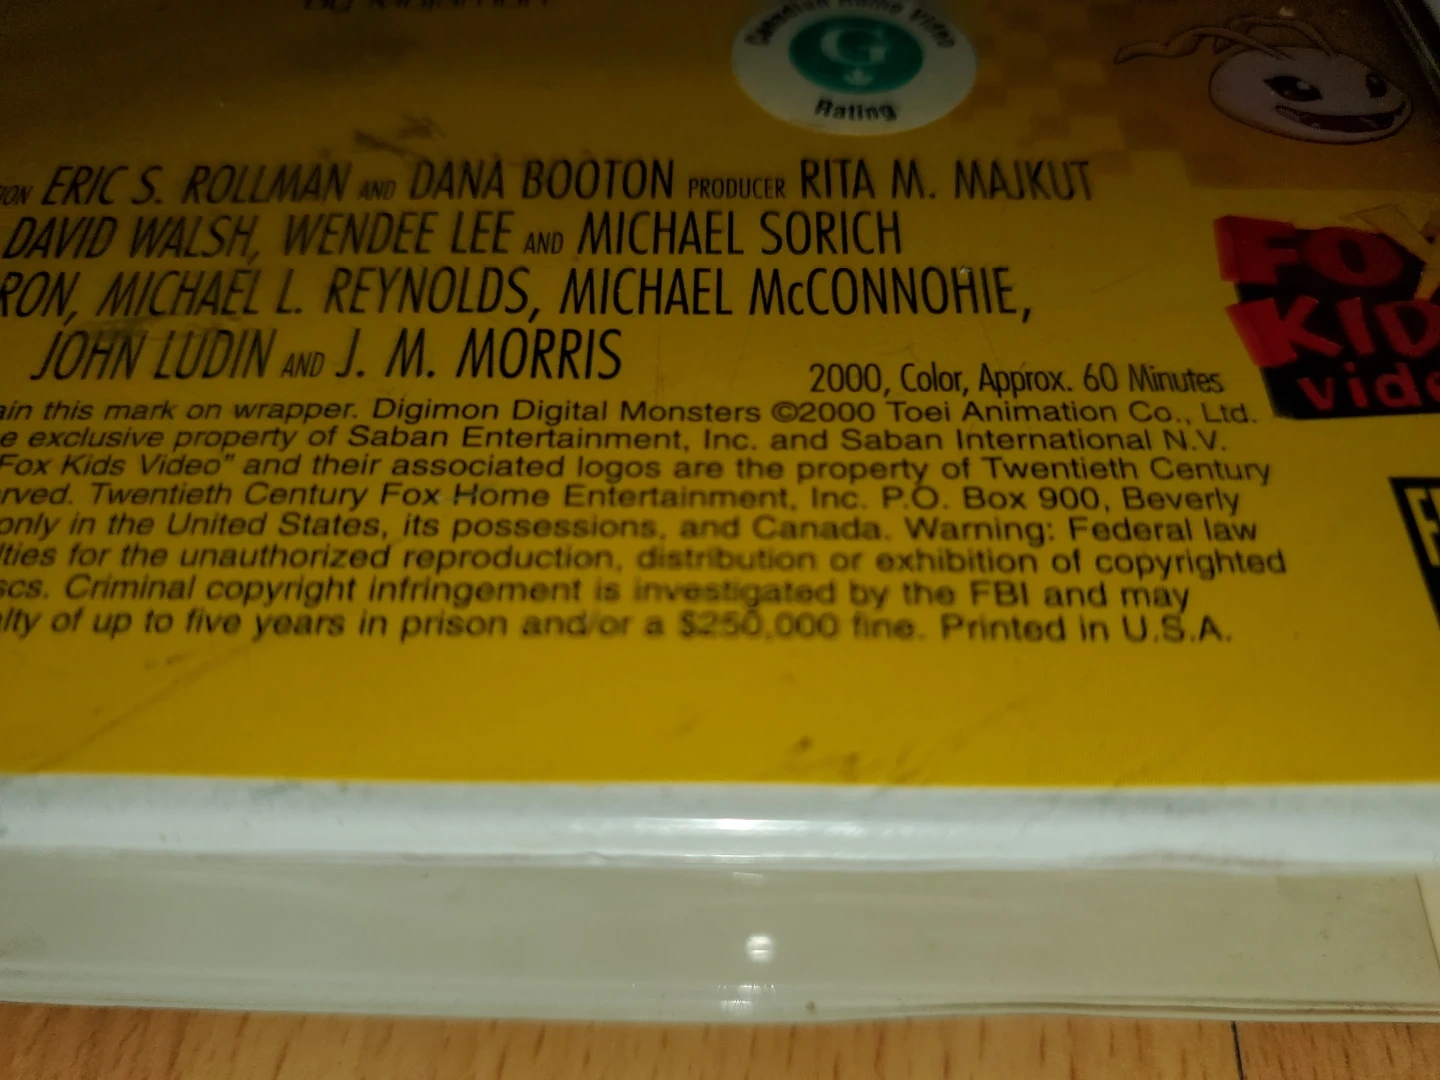 Canadian Home Video
G
Rating
ION ERIC S. ROLLMAN AND DANA BOOTON PRODUCER RITA M. MAJKUT
DAVID WALSH, WENDEE LEE AND MICHAEL SORICH
RON, MICHAEL L. REYNOLDS, MICHAEL McCONNOHIE,
JOHN LUDIN AND J. M. MORRIS
2000, Color, Approx. 60 Minutes
ain this mark on wrapper. Digimon Digital Monsters ©2000 Toei Animation Co., Ltd.
e exclusive property of Saban Entertainment, Inc. and Saban International N.V.
Fox Kids Video" and their associated logos are the property of Twentieth Century
rved. Twentieth Century Fox Home Entertainment, Inc. P.O. Box 900, Beverly
only in the United States, its possessions, and Canada. Warning: Federal law
lties for the unauthorized reproduction, distribution or exhibition of copyrighted
scs. Criminal copyright infringement is investigated by the FBI and may
alty of up to five years in prison and/or a $250,000 fine. Printed in U.S.A.
FOX
KID
vide